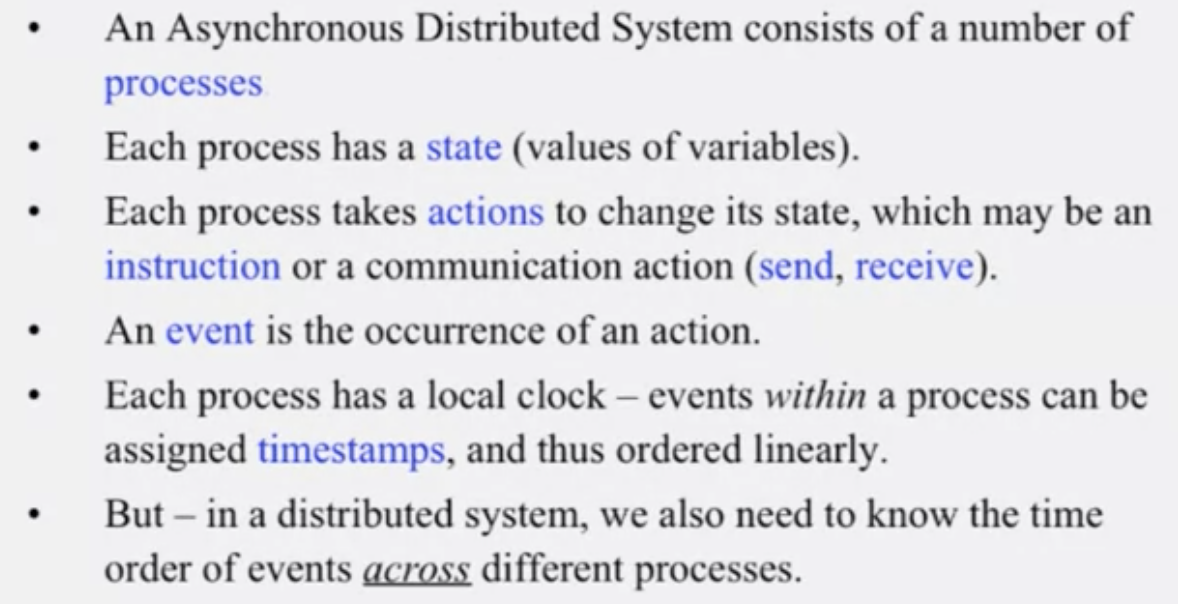 • An Asynchronous Distributed System consists of a number of
processes
• Each process has a state (values of variables).
• Each process takes actions to change its state, which may be an
instruction or a communication action (send, receive).
• An event is the occurrence of an action.
• Each process has a local clock – events within a process can be
assigned timestamps, and thus ordered linearly.
• But – in a distributed system, we also need to know the time
order of events across different processes.